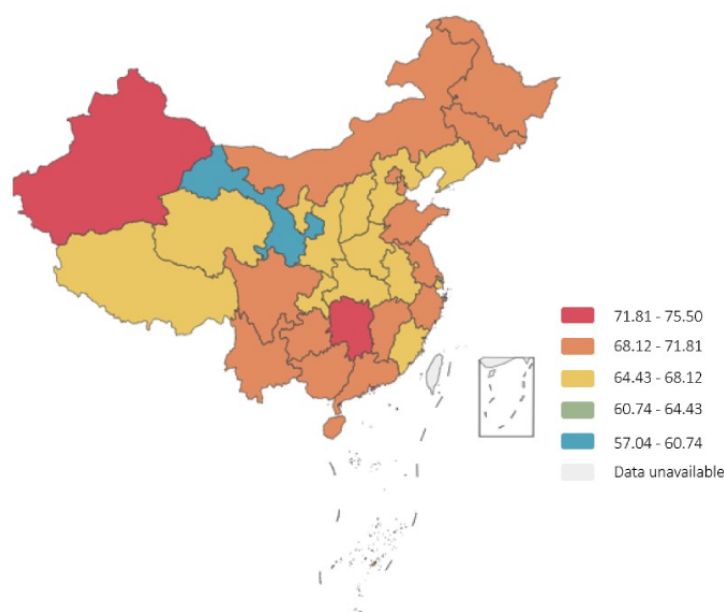 71.81 - 75.50
68.12 - 71.81
64.43 - 68.12
60.74 - 64.43
57.04 - 60.74
Data unavailable